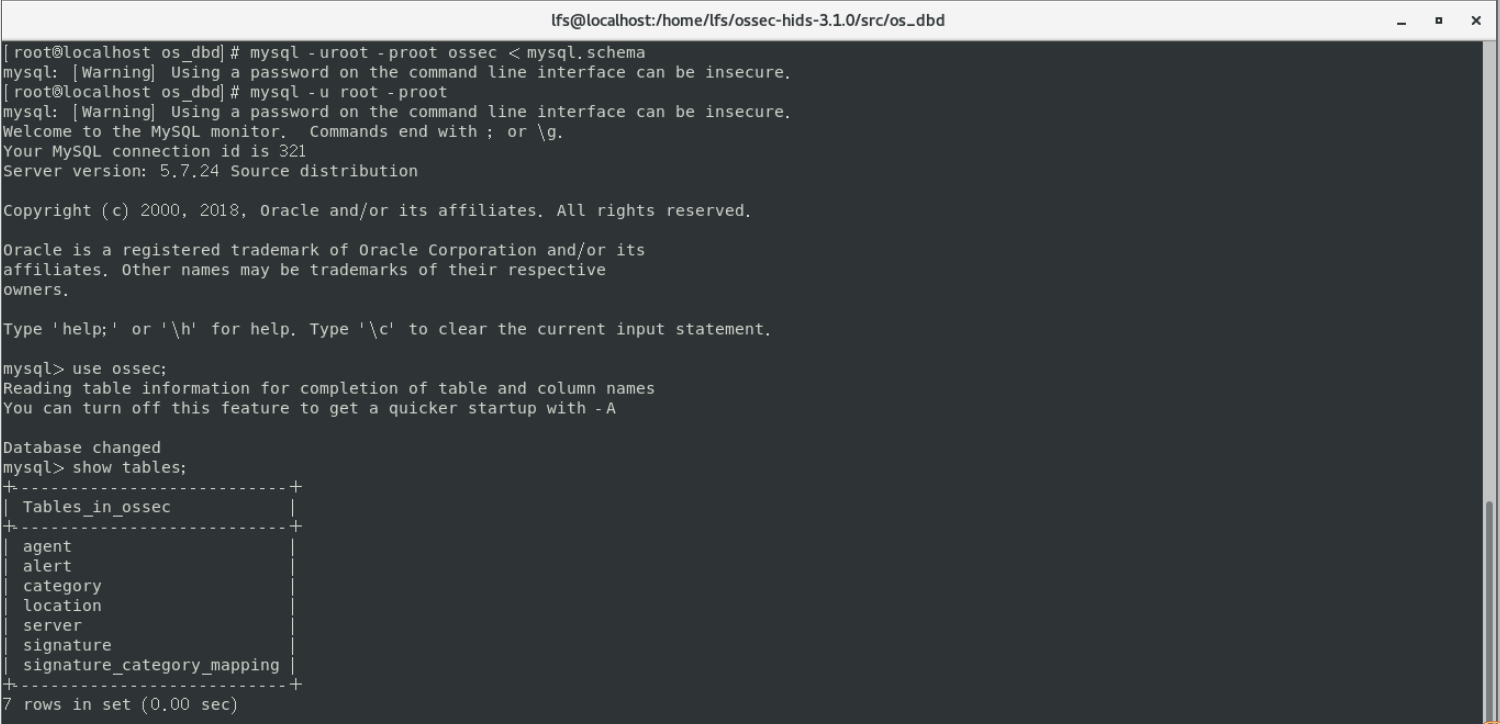 lfs@localhost:/home/lfs/ossec-hids-3.1.0/src/os_dbd
[root@localhost os_dbd]# mysql -uroot -proot ossec < mysql.schema
mysql: [Warning] Using a password on the command line interface can be insecure.
[root@localhost os_dbd]# mysql -u root -proot
mysql: [Warning] Using a password on the command line interface can be insecure.
Welcome to the MySQL monitor.  Commands end with ; or \g.
Your MySQL connection id is 321
Server version: 5.7.24 Source distribution
Copyright (c) 2000, 2018, Oracle and/or its affiliates. All rights reserved.
Oracle is a registered trademark of Oracle Corporation and/or its
affiliates. Other names may be trademarks of their respective
owners.
Type 'help;' or '\h' for help. Type '\c' to clear the current input statement.
mysql> use ossec;
Reading table information for completion of table and column names
You can turn off this feature to get a quicker startup with -A
Database changed
mysql> show tables;
+---------------------------+
| Tables_in_ossec           |
+---------------------------+
| agent                     |
| alert                     |
| category                  |
| location                  |
| server                    |
| signature                 |
| signature_category_mapping |
+---------------------------+
7 rows in set (0.00 sec)